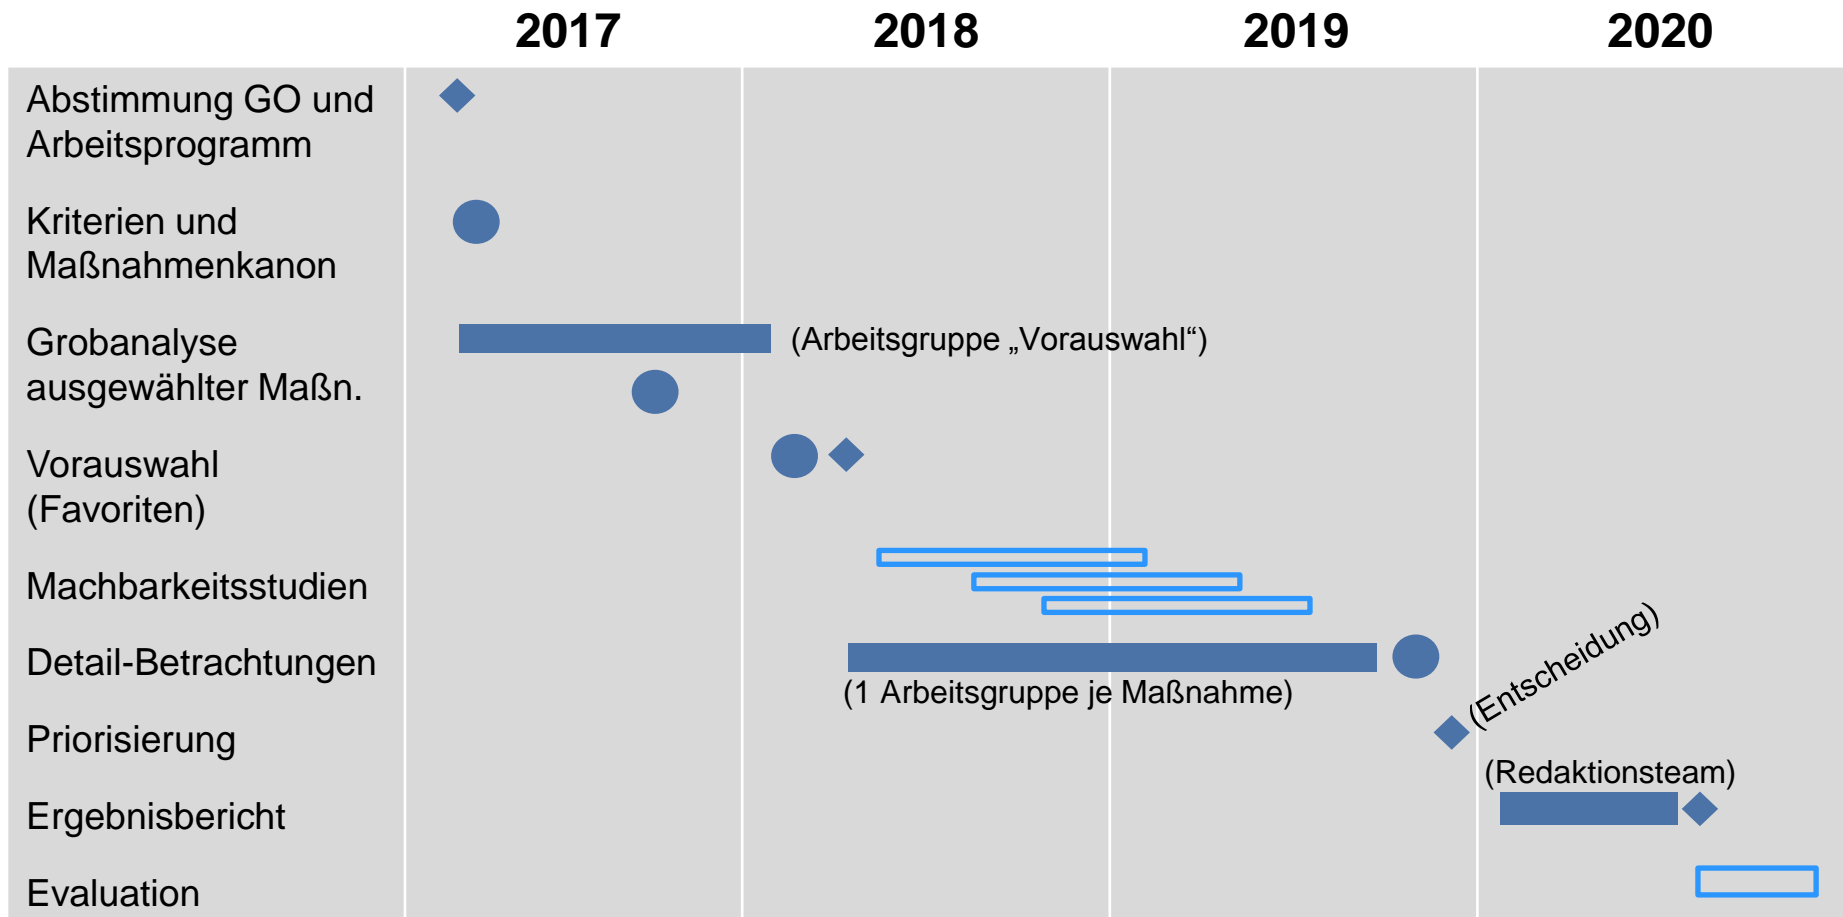 2017 2018 2019 2020
Abstimmung GO und
Arbeitsprogramm
Kriterien und
Maßnahmenkanon
Grobanalyse
ausgewählter Maßn.
(Arbeitsgruppe „Vorauswahl“)
Vorauswahl
(Favoriten)
Machbarkeitsstudien
Detail-Betrachtungen
(1 Arbeitsgruppe je Maßnahme)
Priorisierung
(Entscheidung)
(Redaktionsteam)
Ergebnisbericht
Evaluation